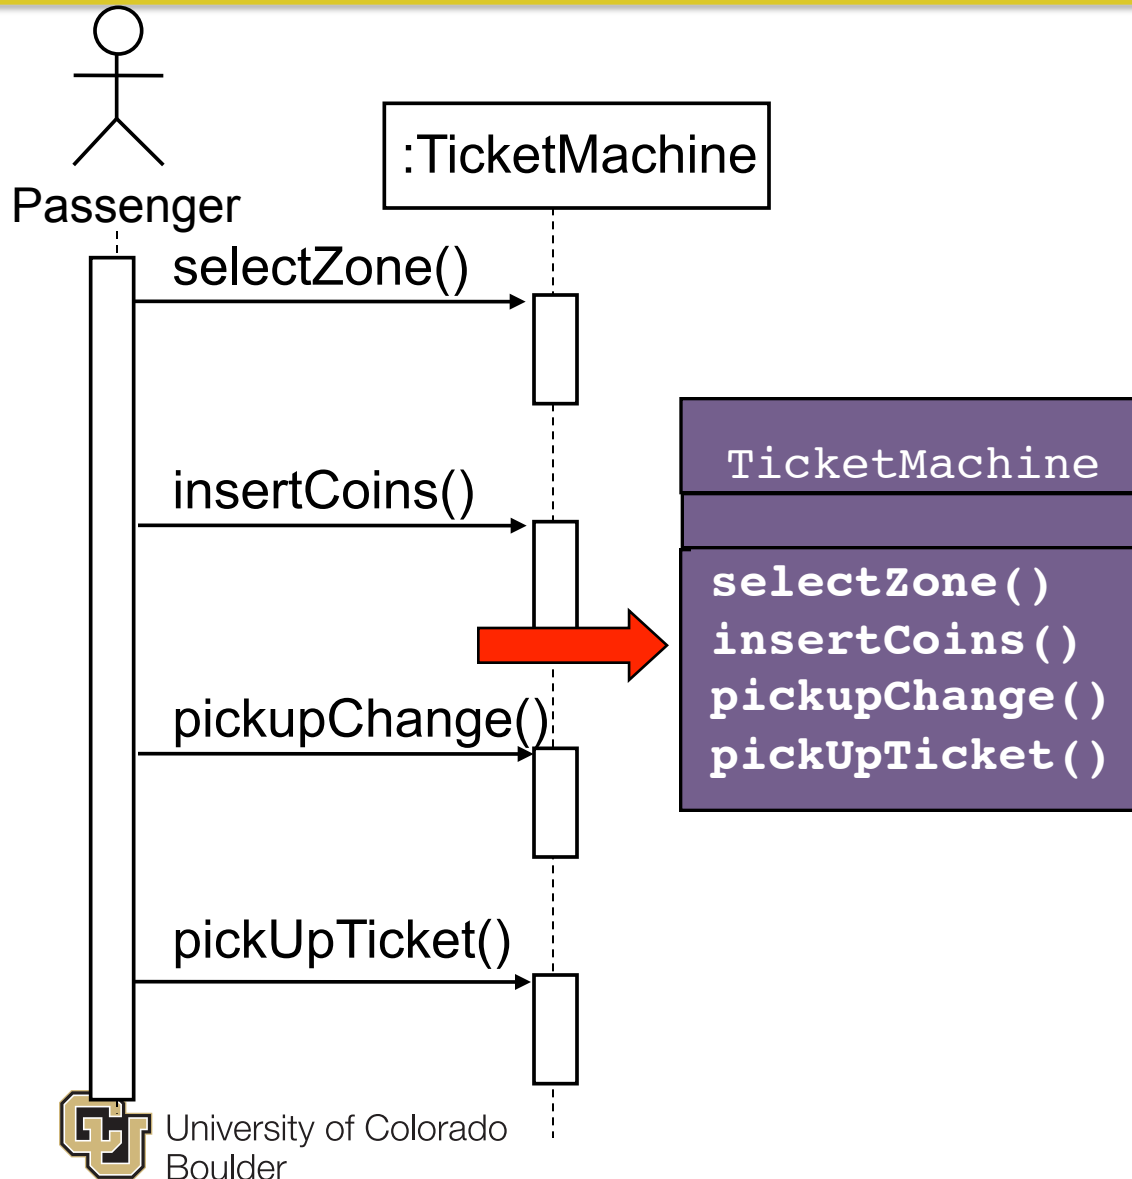 Passenger
:TicketMachine
selectZone()
insertCoins()
pickupChange()
pickUpTicket()
TicketMachine
selectZone()
insertCoins()
pickupChange()
pickUpTicket()
University of Colorado
Boulder